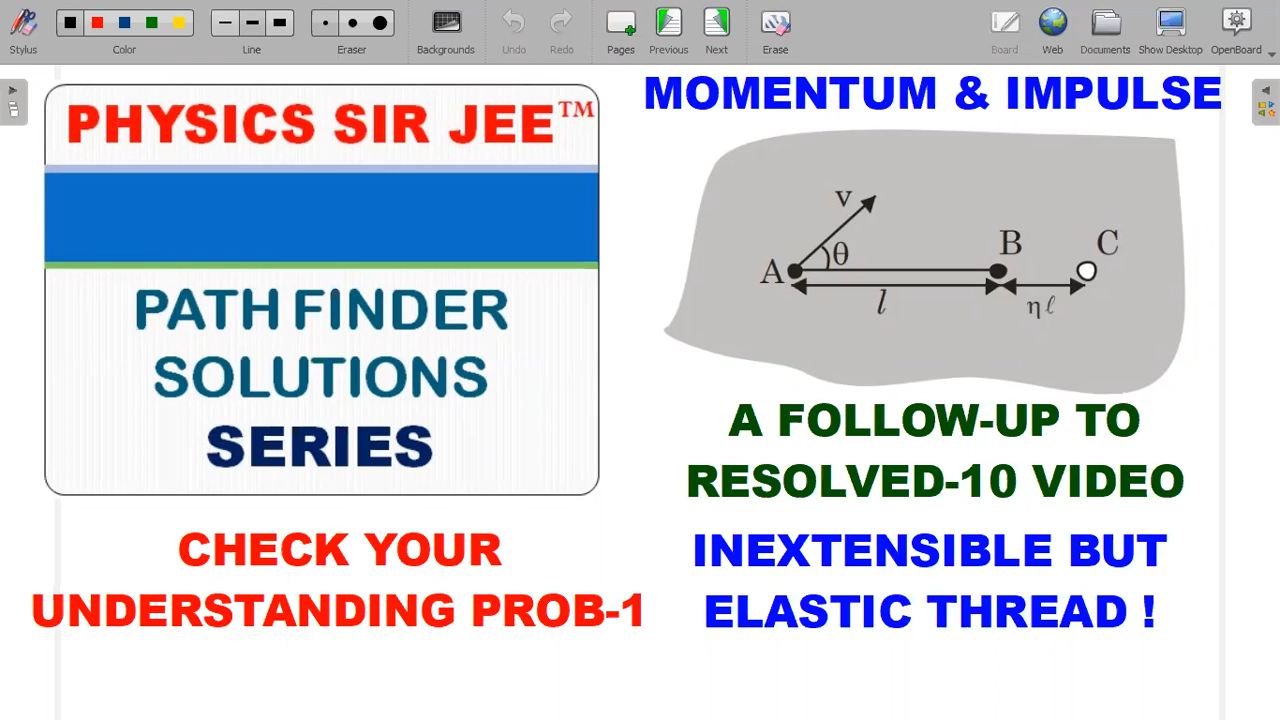 Stylus
Color
Line
Eraser
Backgrounds
Undo
Redo
Pages
Previous
Next
Erase
Board
Web
Documents
Show Desktop
OpenBoard
PHYSICS SIR JEE™
PATH FINDER
SOLUTIONS
SERIES
CHECK YOUR
UNDERSTANDING PROB-1
MOMENTUM & IMPULSE
v
θ
A
B
C
l
ηℓ
A FOLLOW-UP TO
RESOLVED-10 VIDEO
INEXTENSIBLE BUT
ELASTIC THREAD !